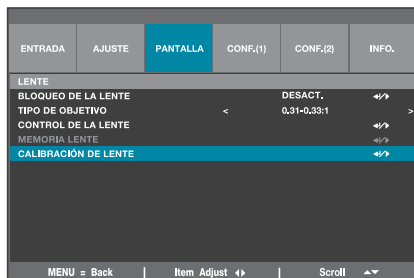 ENTRADA AJUSTE PANTALLA CONF.(1) CONF.(2) INFO.
LENTE
BLOQUEO DE LA LENTE DESACT.
TIPO DE OBJETIVO < 0.31-0.33:1 >
CONTROL DE LA LENTE
MEMORIA LENTE
CALIBRACIÓN DE LENTE
MENU = Back | Item Adjust | Scroll